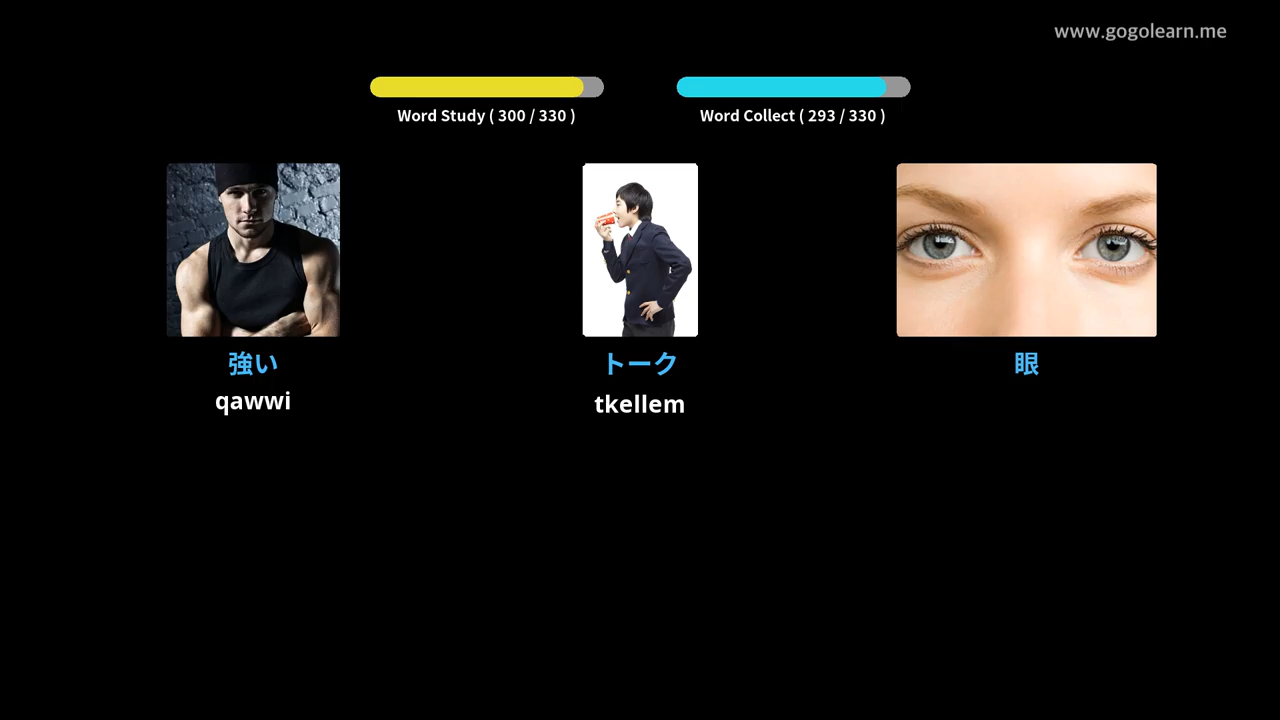 www.gogolearn.me
Word Study ( 300 / 330 )
Word Collect ( 293 / 330 )
強い
トーク
眼
qawwi
tkellem